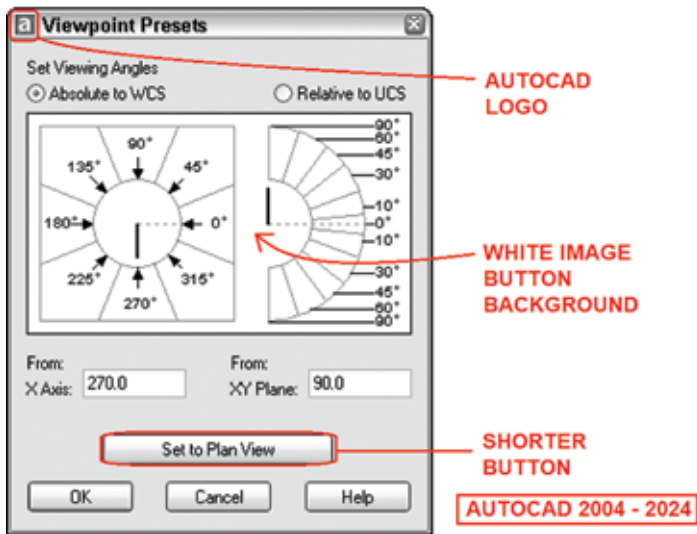 a Viewpoint Presets
Set Viewing Angles
Absolute to WCS
Relative to UCS
90°
135°
45°
180°
0°
225°
315°
270°
90°
60°
45°
30°
10°
0°
10°
30°
45°
60°
90°
From:
X Axis: 270.0
From:
XY Plane: 90.0
Set to Plan View
OK
Cancel
Help
AUTOCAD
LOGO
WHITE IMAGE
BUTTON
BACKGROUND
SHORTER
BUTTON
AUTOCAD 2004 - 2024